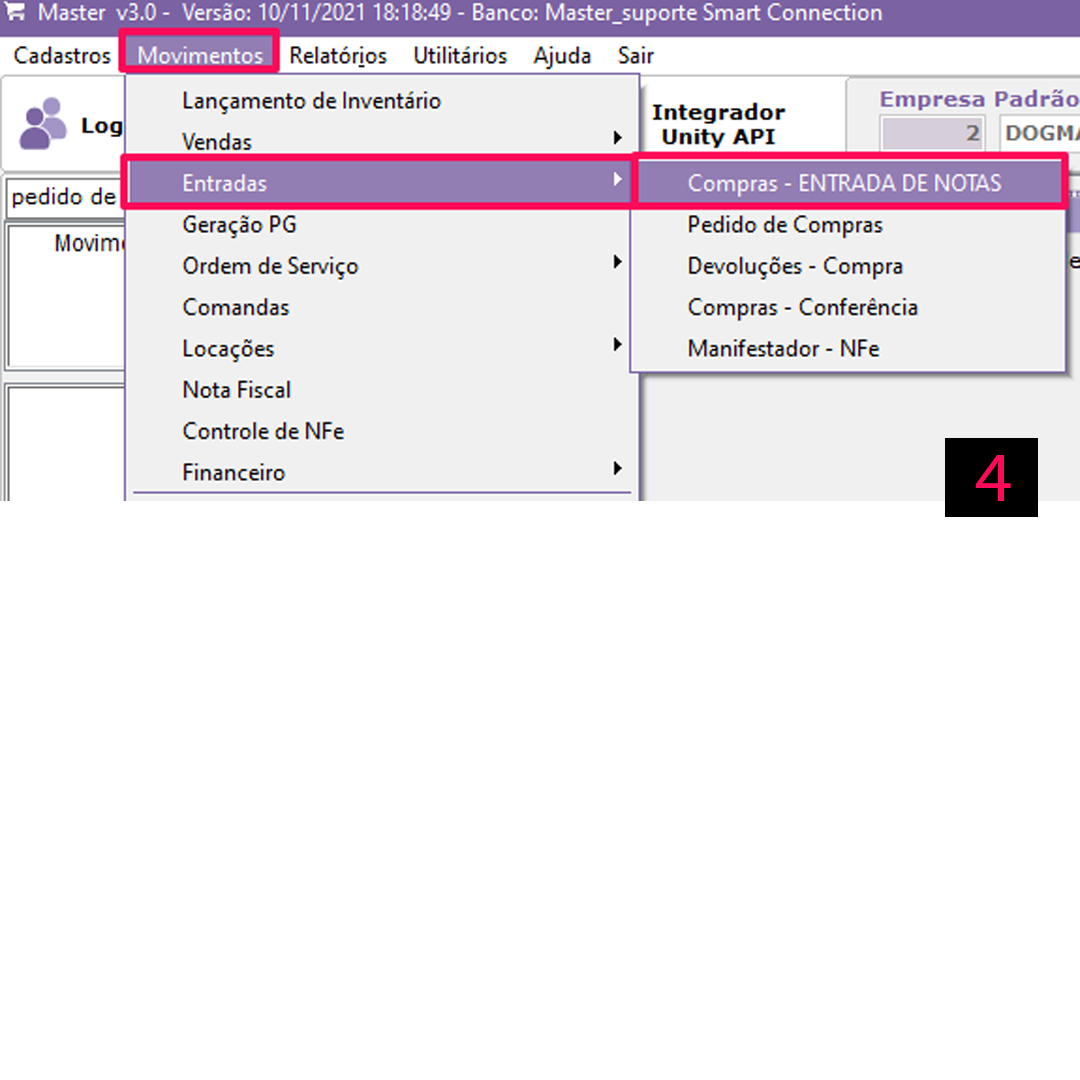 Master v3.0 - Versão: 10/11/2021 18:18:49 - Banco: Master_suporte Smart Connection
Cadastros Movimentos Relatórios Utilitários Ajuda Sair
Log
Integrador
Unity API
Empresa Padrão
2 DOGMA
pedido de
Movime
Lançamento de Inventário
Vendas
Entradas
Geração PG
Ordem de Serviço
Comandas
Locações
Nota Fiscal
Controle de NFe
Financeiro
Compras - ENTRADA DE NOTAS
Pedido de Compras
Devoluções - Compra
Compras - Conferência
Manifestador - NFe
4